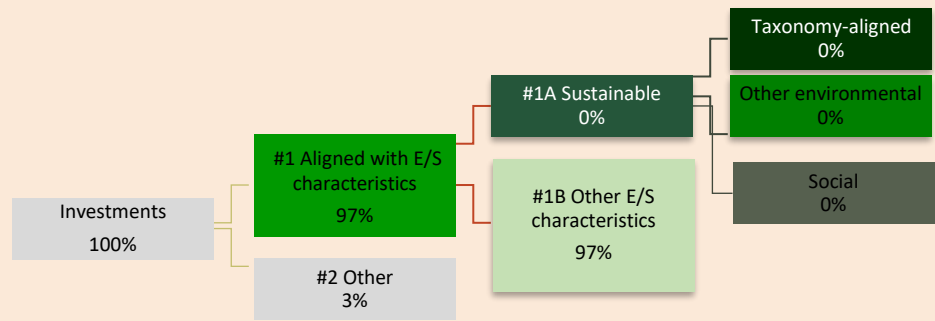 Investments
100%
#1 Aligned with E/S
characteristics
97%
#2 Other
3%
#1A Sustainable
0%
#1B Other E/S
characteristics
97%
Taxonomy-aligned
0%
Other environmental
0%
Social
0%